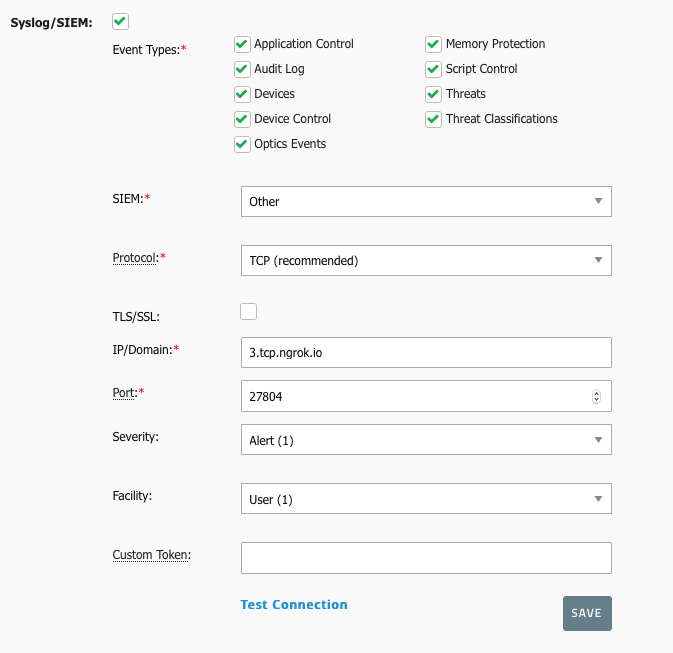 Syslog/SIEM:
Event Types:*
Application Control
Memory Protection
Audit Log
Script Control
Devices
Threats
Device Control
Threat Classifications
Optics Events
SIEM:*
Other
Protocol:*
TCP (recommended)
TLS/SSL:
IP/Domain:*
3.tcp.ngrok.io
Port:*
27804
Severity:
Alert (1)
Facility:
User (1)
Custom Token:
Test Connection
SAVE